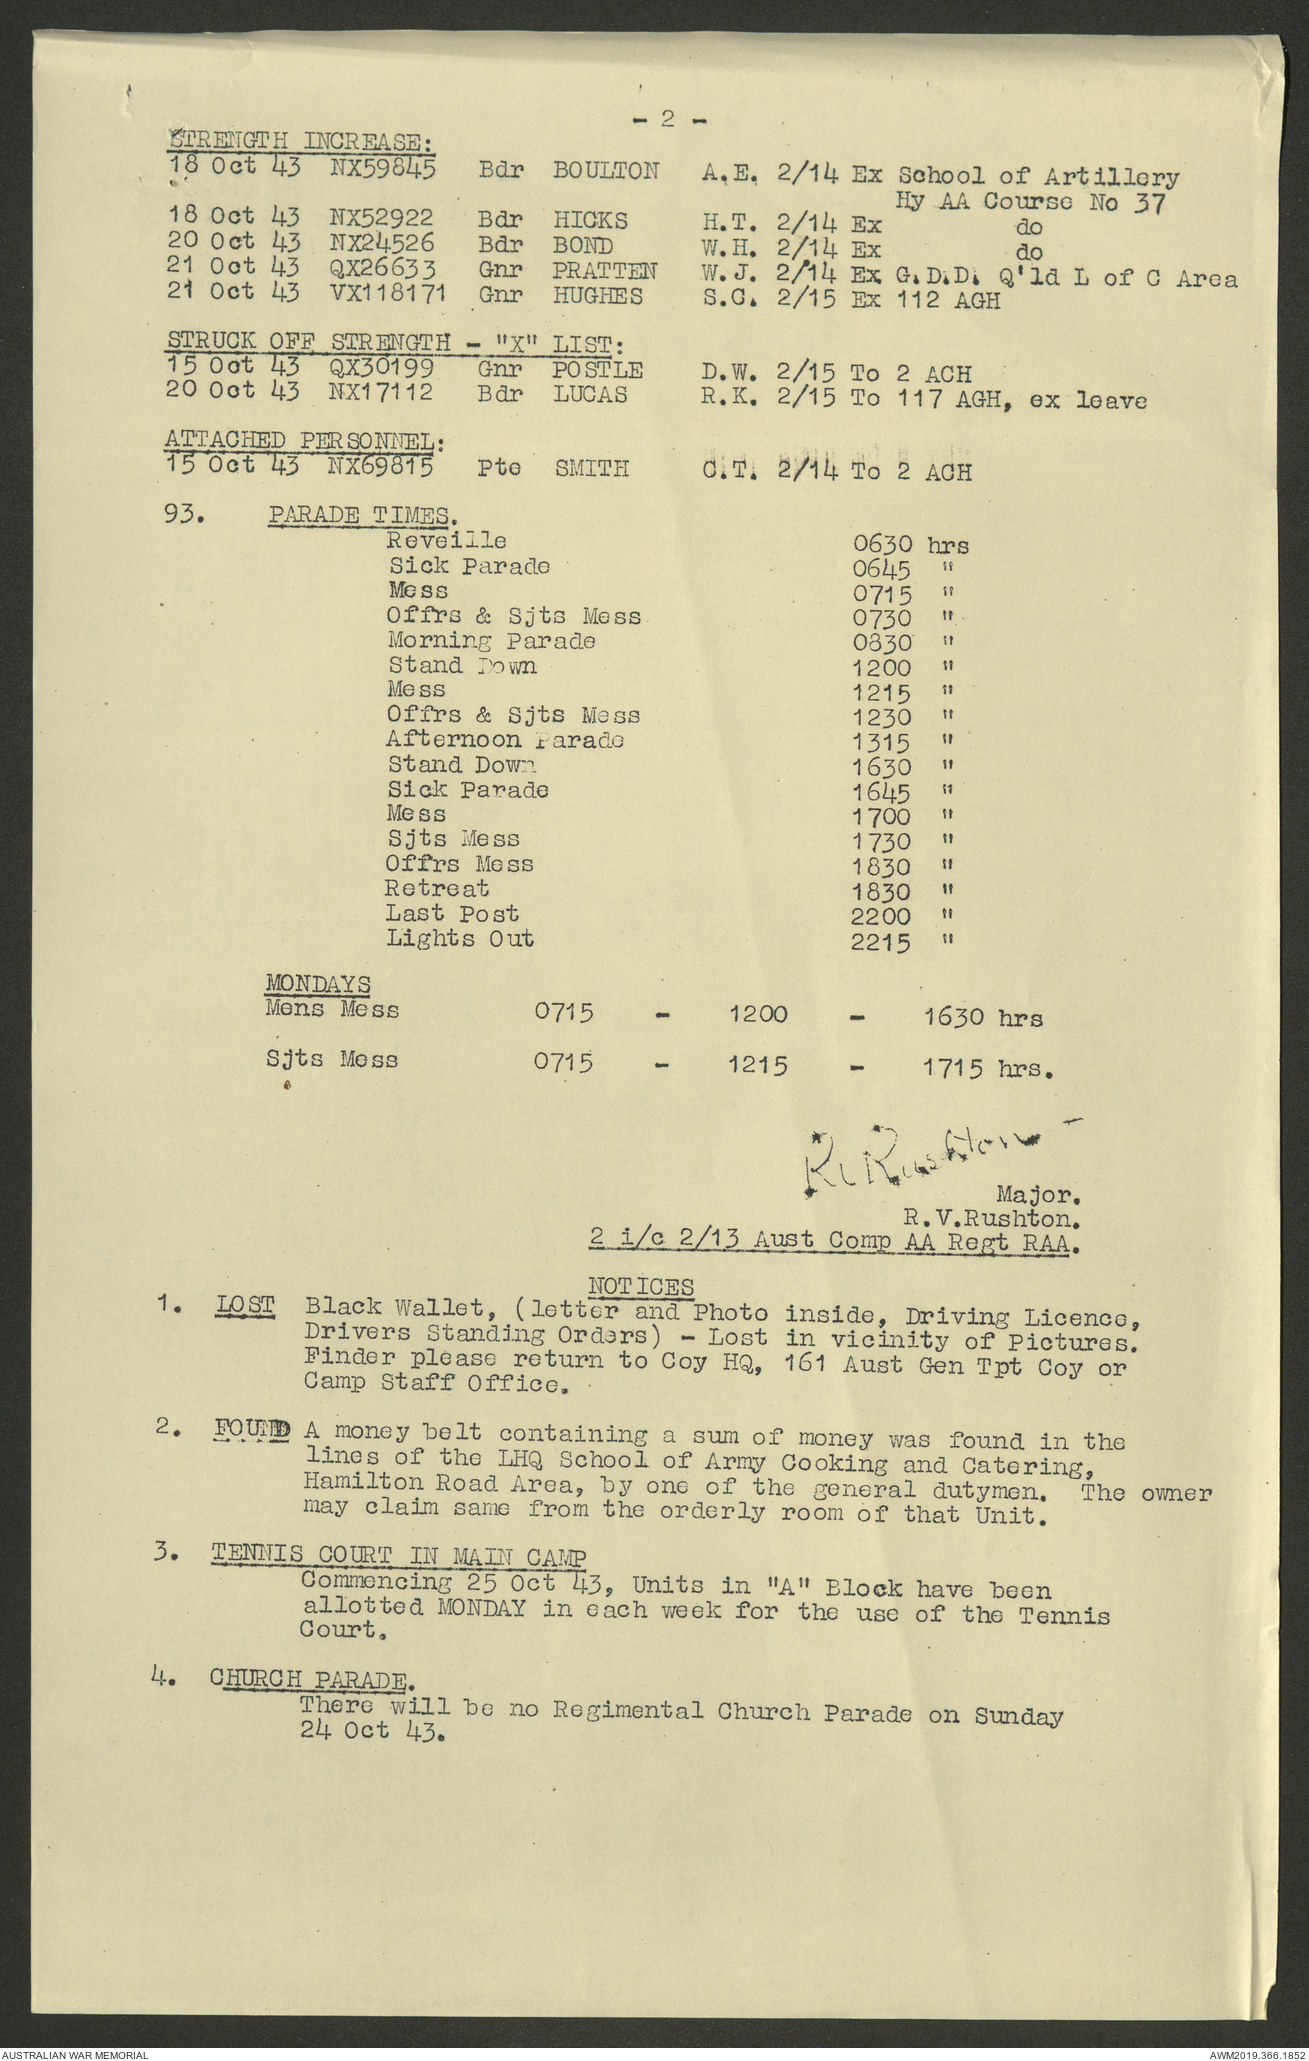 - 2 -
STRENGTH INCREASE:
18 Oct 43 NX59845 Bdr BOULTON A.E. 2/14 Ex School of Artillery
Hy AA Course No 37
18 Oct 43 NX52922 Bdr HICKS H.T. 2/14 Ex do
20 Oct 43 NX24526 Bdr BOND W.H. 2/14 Ex do
21 Oct 43 QX26633 Gnr PRATTEN W.J. 2/14 Ex G.D.D. Q'ld L of C Area
21 Oct 43 VX118171 Gnr HUGHES S.C. 2/15 Ex 112 AGH
STRUCK OFF STRENGTH - "X" LIST:
15 Oct 43 QX30199 Gnr POSTLE D.W. 2/15 To 2 ACH
20 Oct 43 NX17112 Bdr LUCAS R.K. 2/15 To 117 AGH, ex leave
ATTACHED PERSONNEL:
15 Oct 43 NX69815 Pte SMITH C.T. 2/14 To 2 ACH
93. PARADE TIMES.
Reveille 0630 hrs
Sick Parade 0645 "
Mess 0715 "
Offrs & Sjts Mess 0730 "
Morning Parade 0830 "
Stand Down 1200 "
Mess 1215 "
Offrs & Sjts Mess 1230 "
Afternoon Parade 1315 "
Stand Down 1630 "
Sick Parade 1645 "
Mess 1700 "
Sjts Mess 1730 "
Offrs Mess 1830 "
Retreat 1830 "
Last Post 2200 "
Lights Out 2215 "
MONDAYS
Mens Mess 0715 - 1200 - 1630 hrs
Sjts Mess 0715 - 1215 - 1715 hrs.
R V Rushton
Major.
R.V.Rushton.
2 i/c 2/13 Aust Comp AA Regt RAA.
NOTICES
1. LOST Black Wallet, (letter and Photo inside, Driving Licence,
Drivers Standing Orders) - Lost in vicinity of Pictures.
Finder please return to Coy HQ, 161 Aust Gen Tpt Coy or
Camp Staff Office.
2. FOUND A money belt containing a sum of money was found in the
lines of the LHQ School of Army Cooking and Catering,
Hamilton Road Area, by one of the general dutymen. The owner
may claim same from the orderly room of that Unit.
3. TENNIS COURT IN MAIN CAMP
Commencing 25 Oct 43, Units in "A" Block have been
allotted MONDAY in each week for the use of the Tennis
Court.
4. CHURCH PARADE.
There will be no Regimental Church Parade on Sunday
24 Oct 43.
AUSTRALIAN WAR MEMORIAL AWM2019.366.1852